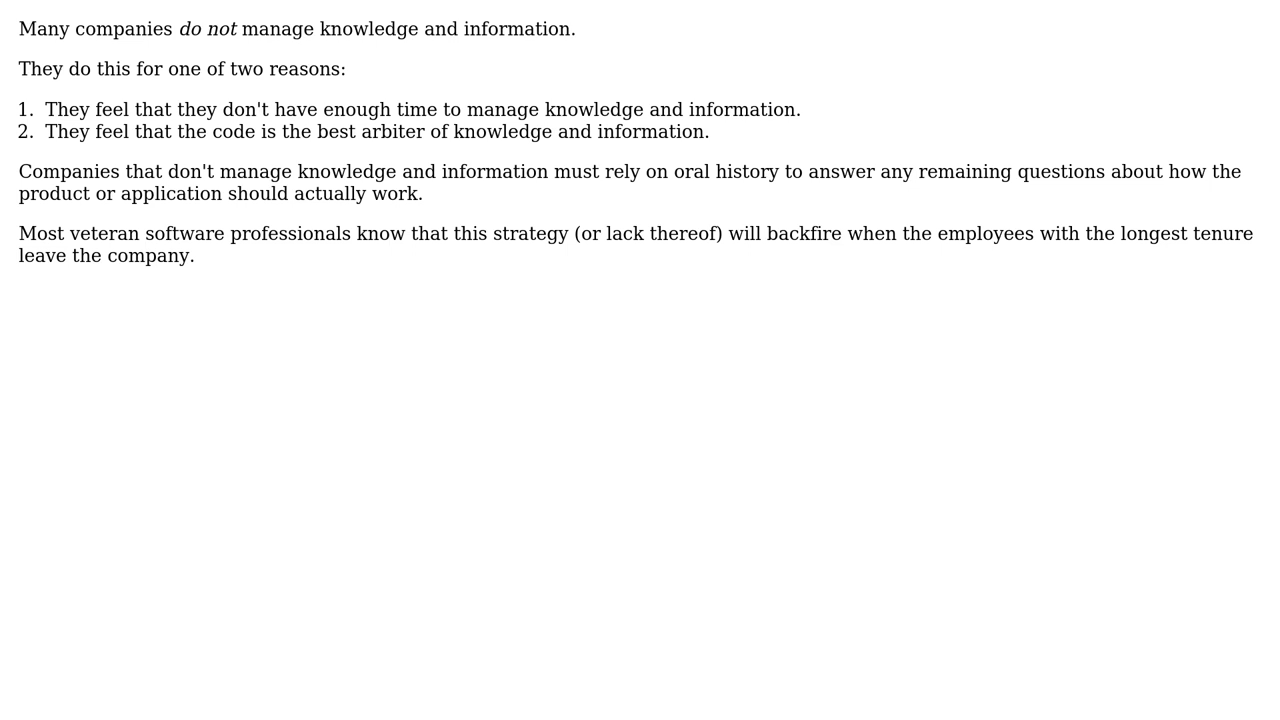 Many companies do not manage knowledge and information.
They do this for one of two reasons:
1. They feel that they don't have enough time to manage knowledge and information.
2. They feel that the code is the best arbiter of knowledge and information.
Companies that don't manage knowledge and information must rely on oral history to answer any remaining questions about how the
product or application should actually work.
Most veteran software professionals know that this strategy (or lack thereof) will backfire when the employees with the longest tenure
leave the company.